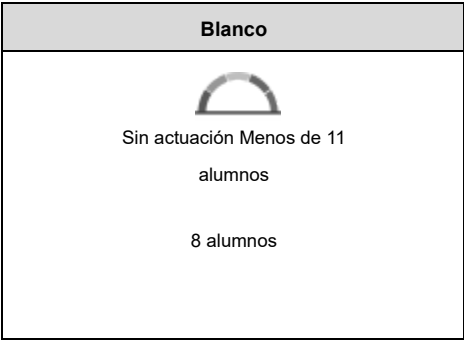 Blanco
Sin actuación Menos de 11
alumnos
8 alumnos